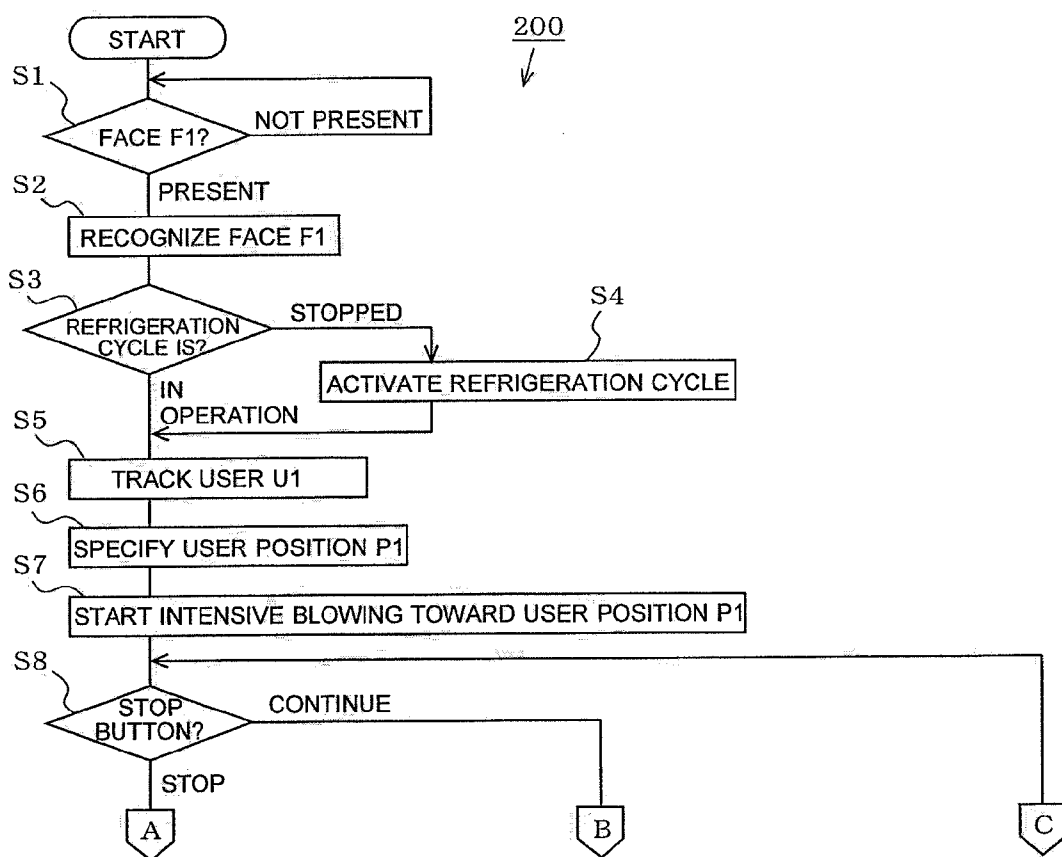 START
200
S1
FACE F1?
NOT PRESENT
S2
PRESENT
RECOGNIZE FACE F1
S3
REFRIGERATION
CYCLE IS?
STOPPED
S4
ACTIVATE REFRIGERATION CYCLE
IN
OPERATION
S5
TRACK USER U1
S6
SPECIFY USER POSITION P1
S7
START INTENSIVE BLOWING TOWARD USER POSITION P1
S8
STOP
BUTTON?
CONTINUE
STOP
A
B
C